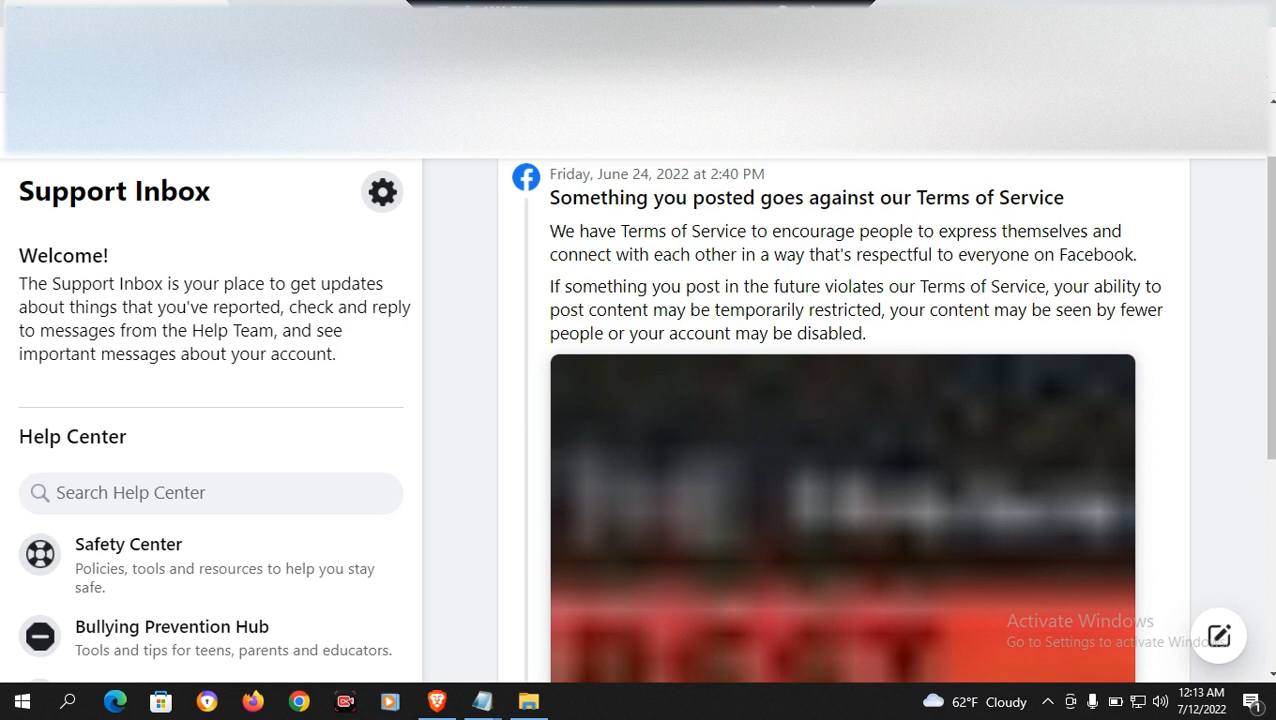 Friday, June 24, 2022 at 2:40 PM
Support Inbox
Something you posted goes against our Terms of Service
We have Terms of Service to encourage people to express themselves and
connect with each other in a way that's respectful to everyone on Facebook.
If something you post in the future violates our Terms of Service, your ability to
post content may be temporarily restricted, your content may be seen by fewer
people or your account may be disabled.
Welcome!
The Support Inbox is your place to get updates
about things that you've reported, check and reply
to messages from the Help Team, and see
important messages about your account.
Help Center
Search Help Center
Safety Center
Policies, tools and resources to help you stay
safe.
Bullying Prevention Hub
Tools and tips for teens, parents and educators.
Activate Windows
Go to Settings to activate Windows.
62°F Cloudy
12:13 AM
7/12/2022
1